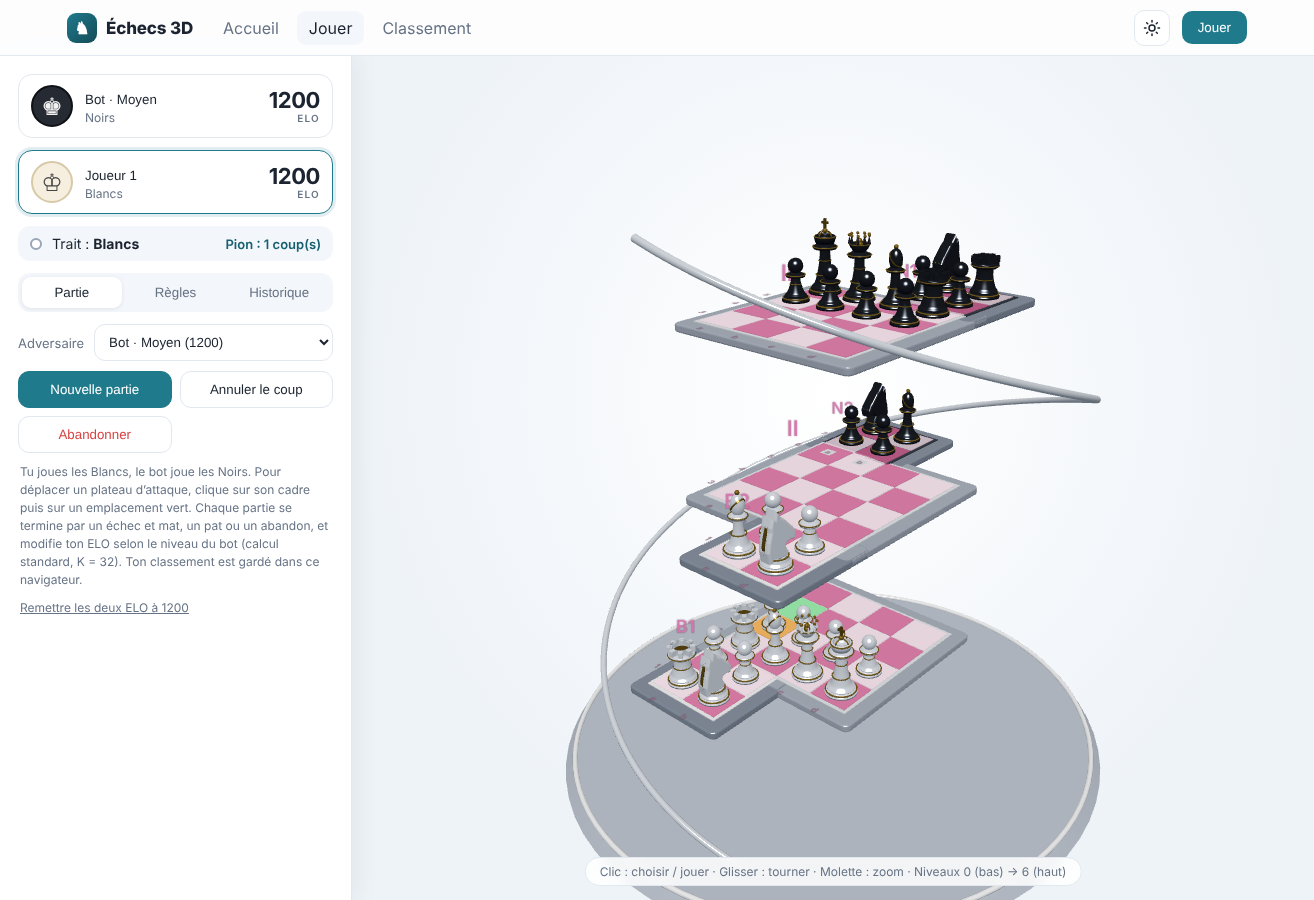 Échecs 3D
Accueil
Jouer
Classement
Jouer
Bot · Moyen
Noirs
1200
ELO
Joueur 1
Blancs
1200
ELO
Trait : Blancs
Pion : 1 coup(s)
Partie
Règles
Historique
Adversaire
Bot · Moyen (1200)
Nouvelle partie
Annuler le coup
Abandonner
Tu joues les Blancs, le bot joue les Noirs. Pour
déplacer un plateau d’attaque, clique sur son cadre
puis sur un emplacement vert. Chaque partie se
termine par un échec et mat, un pat ou un abandon, et
modifie ton ELO selon le niveau du bot (calcul
standard, K = 32). Ton classement est gardé dans ce
navigateur.
Remettre les deux ELO à 1200
II
B1
Clic : choisir / jouer · Glisser : tourner · Molette : zoom · Niveaux 0 (bas) → 6 (haut)